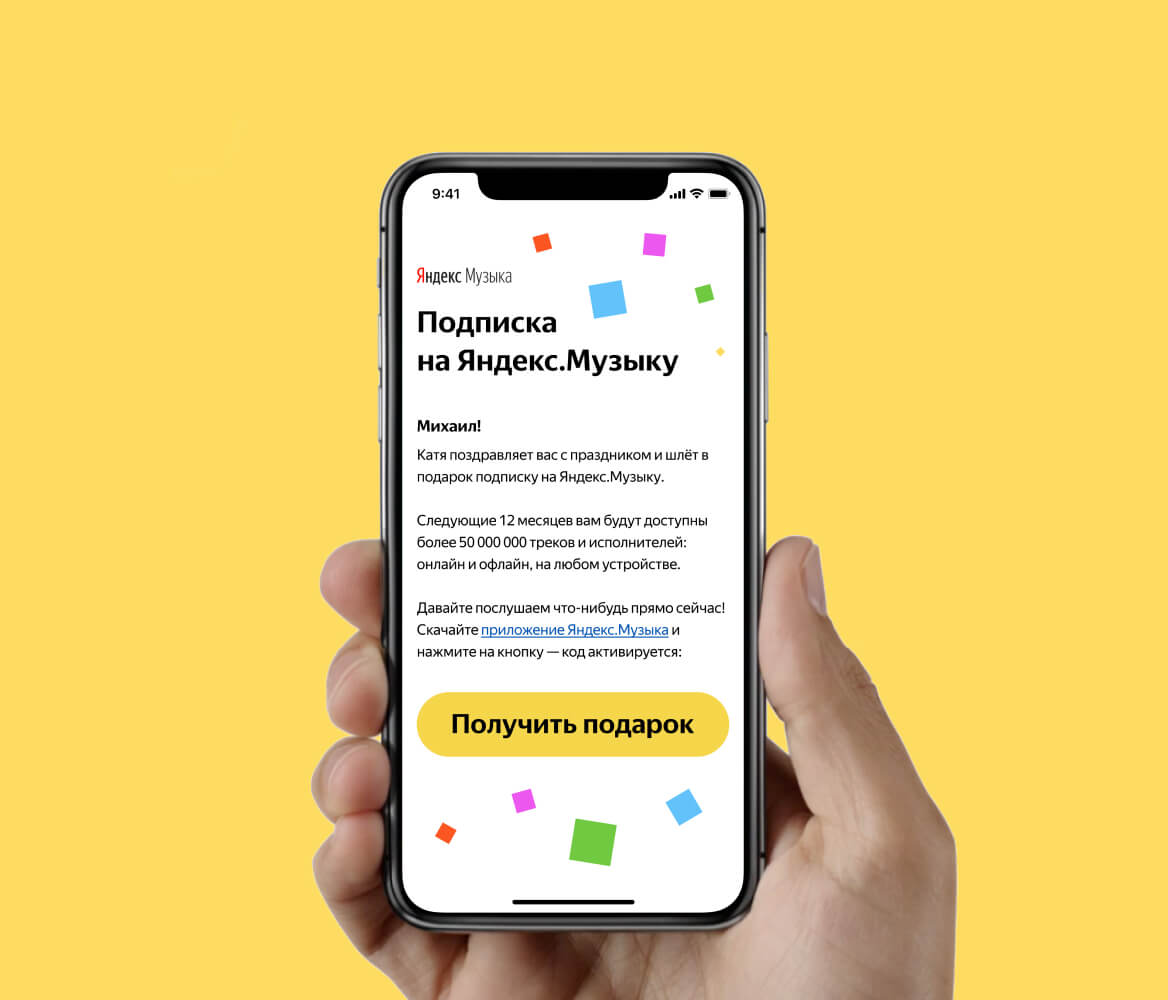 9:41
Яндекс Музыка
Подписка
на Яндекс.Музыку
Михаил!
Катя поздравляет вас с праздником и шлёт в
подарок подписку на Яндекс.Музыку.
Следующие 12 месяцев вам будут доступны
более 50 000 000 треков и исполнителей:
онлайн и офлайн, на любом устройстве.
Давайте послушаем что-нибудь прямо сейчас!
Скачайте приложение Яндекс.Музыка и
нажмите на кнопку — код активируется:
Получить подарок